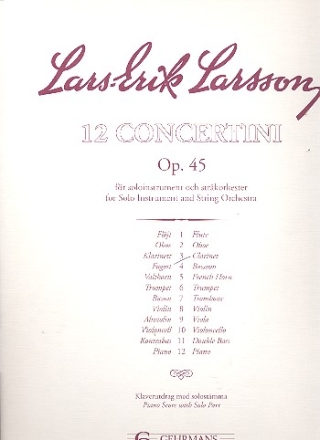 Lars-Erik Larsson
12 CONCERTINI
Op. 45
för soloinstrument och stråkorkester
for Solo Instrument and String Orchestra
Flöjt 1 Flute
Oboe 2 Oboe
Klarinett 3 Clarinet
Fagott 4 Bassoon
Valthorn 5 French Horn
Trumpet 6 Trumpet
Basun 7 Trombone
Violin 8 Violin
Altviolin 9 Viola
Violoncell 10 Violoncello
Kontrabas 11 Double Bass
Piano 12 Piano
Klaverutdrag med solostämma
Piano Score with Solo Part
GEHRMANS